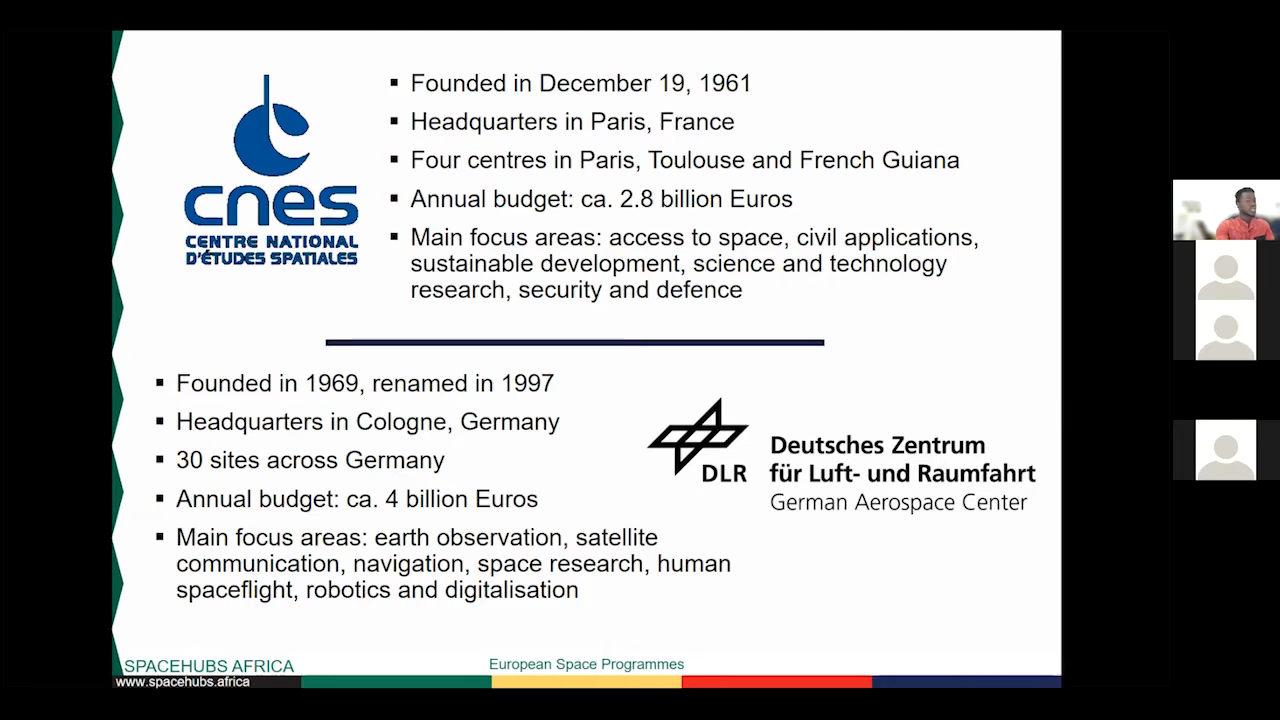 cnes
CENTRE NATIONAL
D'ÉTUDES SPATIALES
▪ Founded in December 19, 1961
▪ Headquarters in Paris, France
▪ Four centres in Paris, Toulouse and French Guiana
▪ Annual budget: ca. 2.8 billion Euros
▪ Main focus areas: access to space, civil applications,
sustainable development, science and technology
research, security and defence
▪ Founded in 1969, renamed in 1997
▪ Headquarters in Cologne, Germany
▪ 30 sites across Germany
▪ Annual budget: ca. 4 billion Euros
▪ Main focus areas: earth observation, satellite
communication, navigation, space research, human
spaceflight, robotics and digitalisation
DLR
Deutsches Zentrum
für Luft- und Raumfahrt
German Aerospace Center
SPACEHUBS AFRICA
European Space Programmes
www.spacehubs.africa